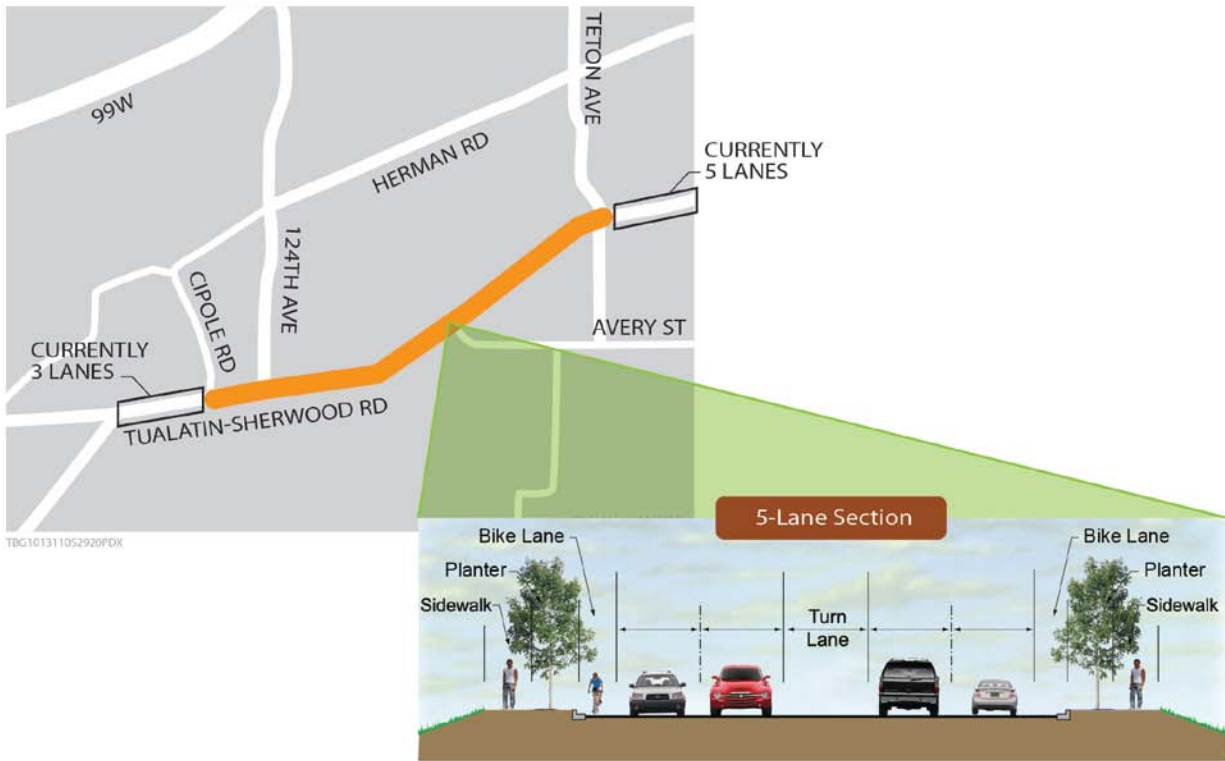 99W
HERMAN RD
TETON AVE
CURRENTLY
5 LANES
124TH AVE
CIPOLE RD
AVERY ST
CURRENTLY
3 LANES
TUALATIN-SHERWOOD RD
TBG101311052920PDX
5-Lane Section
Bike Lane
Planter
Sidewalk
Turn
Lane
Bike Lane
Planter
Sidewalk